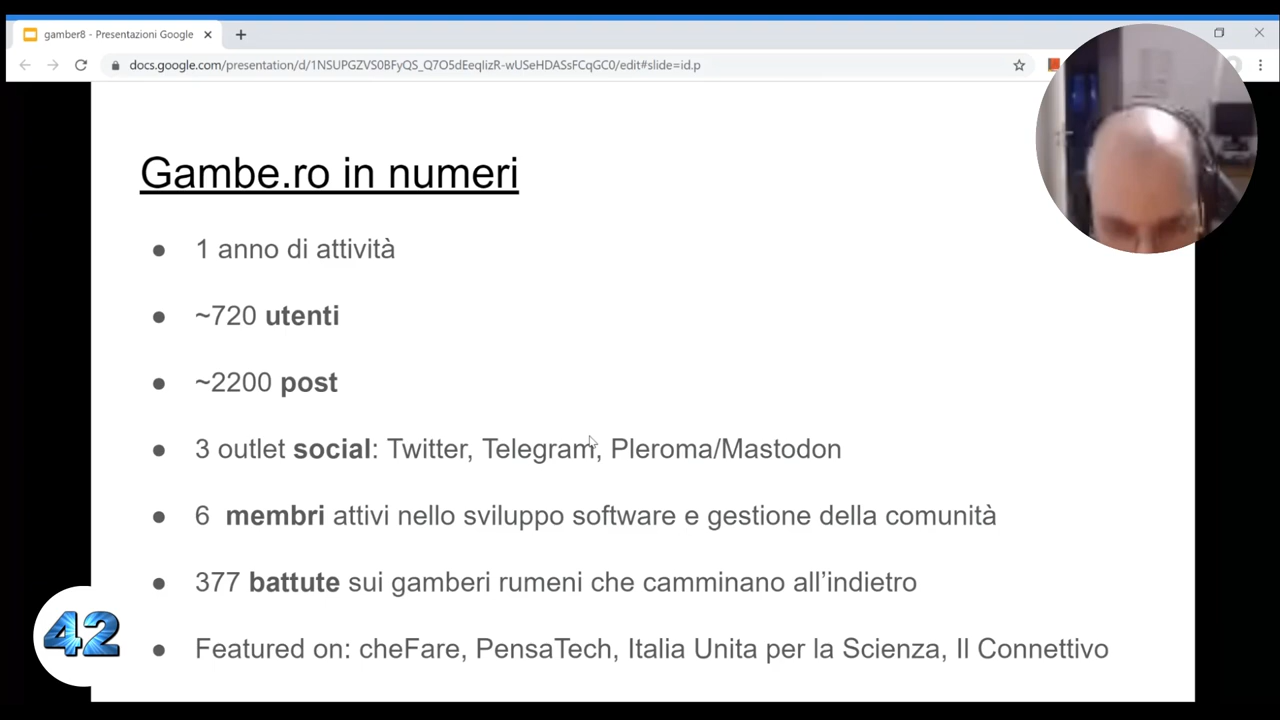 gamber8 - Presentazioni Google
docs.google.com/presentation/d/1NSUPGZVS0BFyQS_Q7O5dEeqIizR-wUSeHDASsFCqGC0/edit#slide=id.p
Gambe.ro in numeri
● 1 anno di attività
● ~720 utenti
● ~2200 post
● 3 outlet social: Twitter, Telegram, Pleroma/Mastodon
● 6 membri attivi nello sviluppo software e gestione della comunità
● 377 battute sui gamberi rumeni che camminano all’indietro
● Featured on: cheFare, PensaTech, Italia Unita per la Scienza, Il Connettivo
42